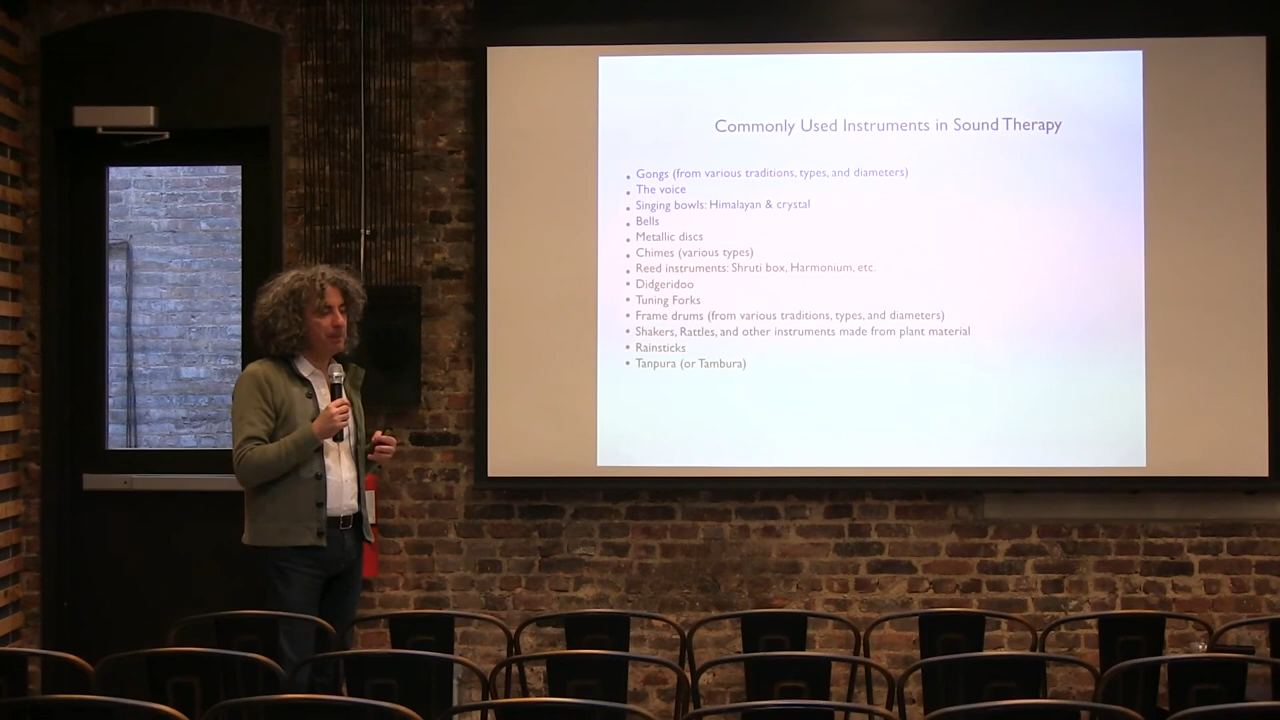 Commonly Used Instruments in Sound Therapy
• Gongs (from various traditions, types, and diameters)
• The voice
• Singing bowls: Himalayan & crystal
• Bells
• Metallic discs
• Chimes (various types)
• Reed instruments: Shruti box, Harmonium, etc.
• Didgeridoo
• Tuning Forks
• Frame drums (from various traditions, types, and diameters)
• Shakers, Rattles, and other instruments made from plant material
• Rainsticks
• Tanpura (or Tambura)